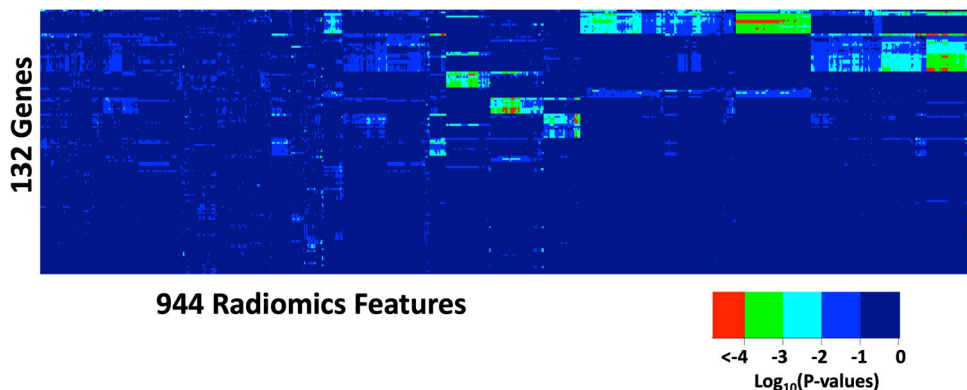 132 Genes
944 Radiomics Features
<-4 -3 -2 -1 0
Log₁₀(P-values)